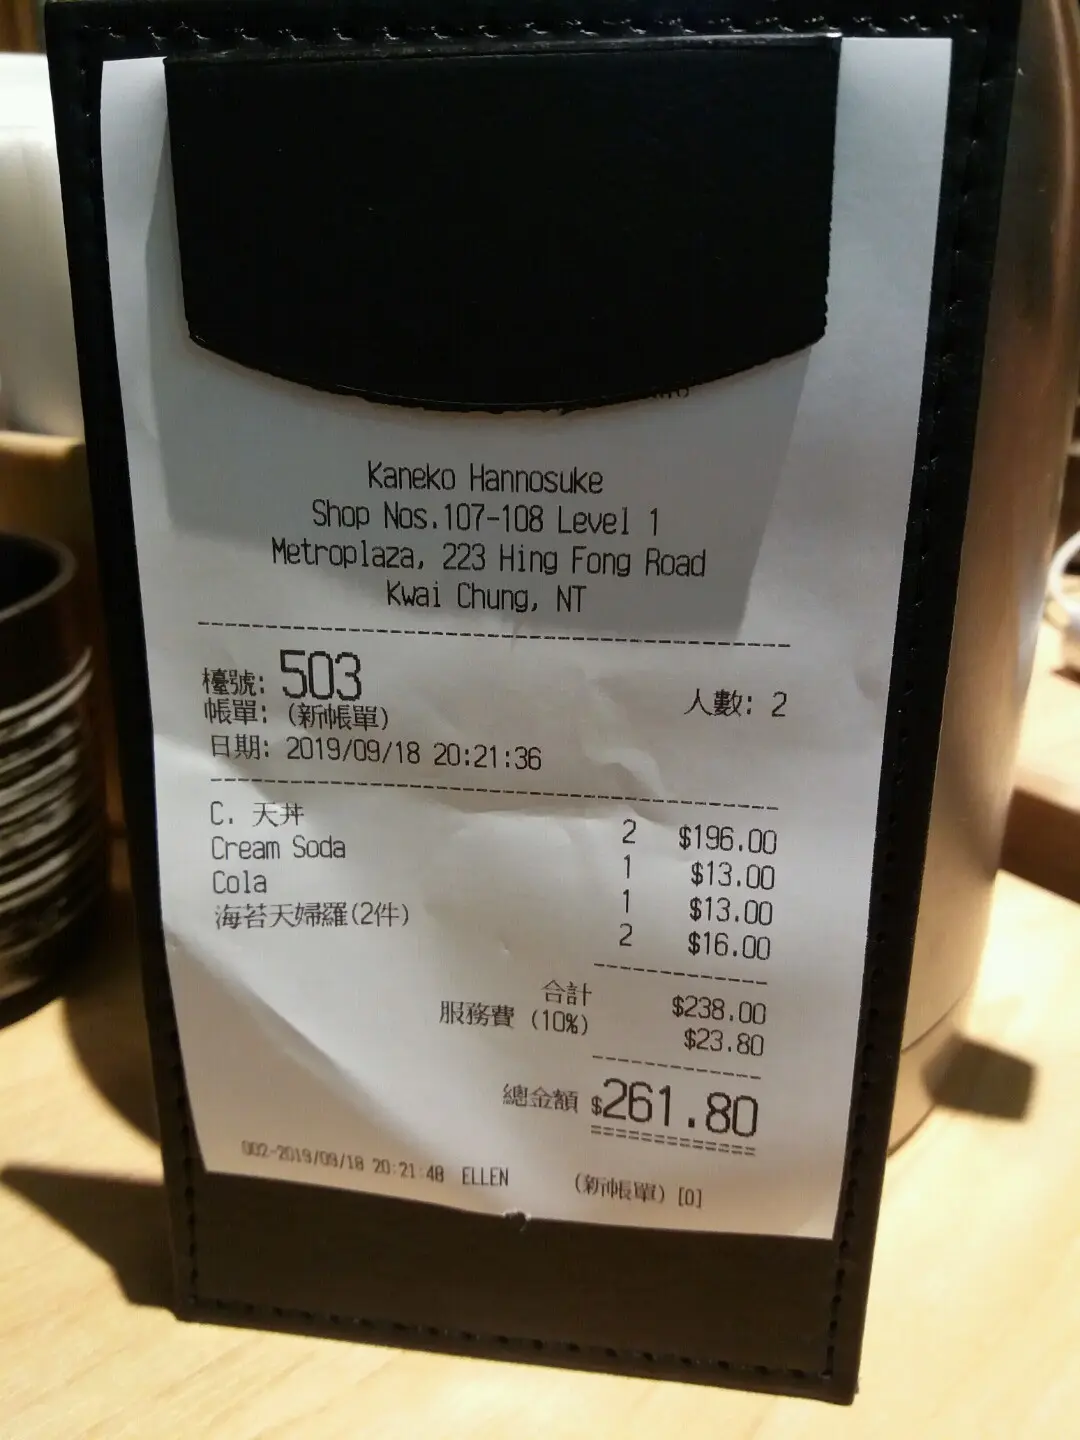 Kaneko Hannosuke
Shop Nos.107-108 Level 1
Metroplaza, 223 Hing Fong Road
Kwai Chung, NT
檯號: 503 人數: 2
帳單: (新帳單)
日期: 2019/09/18 20:21:36
C. 天丼 2 $196.00
Cream Soda 1 $13.00
Cola 1 $13.00
海苔天婦羅(2件) 2 $16.00
合計 $238.00
服務費 (10%) $23.80
總金額 $261.80
002-2019/09/18 20:21:48 ELLEN (新帳單) [0]